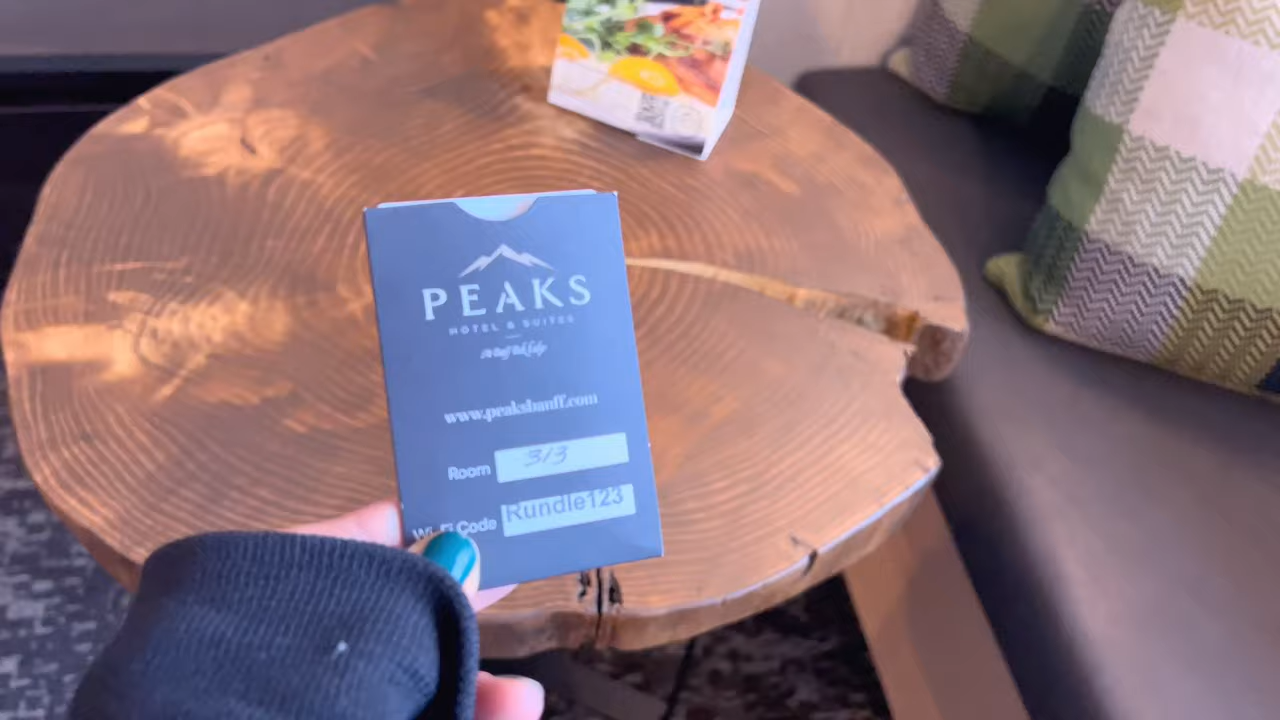 PEAKS
HOTEL & SUITES
www.peaksbanff.com
Room 313
Wi-Fi Code Rundle123